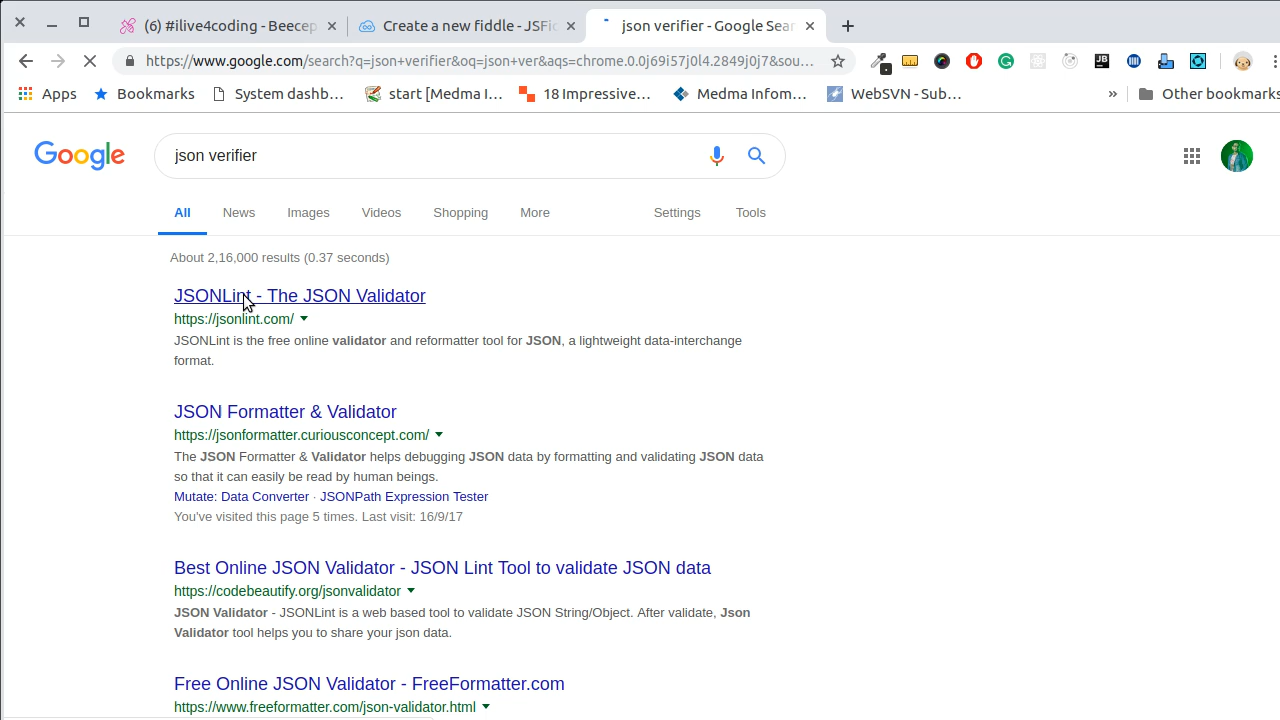 (6) #ilive4coding - Beecep
Create a new fiddle - JSFid
json verifier - Google Sear
https://www.google.com/search?q=json+verifier&oq=json+ver&aqs=chrome.0.0j69i57j0l4.2849j0j7&sou...
Apps
Bookmarks
System dashb...
start [Medma I...
18 Impressive...
Medma Infom...
WebSVN - Sub...
»
Other bookmarks
Google
json verifier
All
News
Images
Videos
Shopping
More
Settings
Tools
About 2,16,000 results (0.37 seconds)
JSONLint - The JSON Validator
https://jsonlint.com/
JSONLint is the free online validator and reformatter tool for JSON, a lightweight data-interchange
format.
JSON Formatter & Validator
https://jsonformatter.curiousconcept.com/
The JSON Formatter & Validator helps debugging JSON data by formatting and validating JSON data
so that it can easily be read by human beings.
Mutate: Data Converter · JSONPath Expression Tester
You've visited this page 5 times. Last visit: 16/9/17
Best Online JSON Validator - JSON Lint Tool to validate JSON data
https://codebeautify.org/jsonvalidator
JSON Validator - JSONLint is a web based tool to validate JSON String/Object. After validate, Json
Validator tool helps you to share your json data.
Free Online JSON Validator - FreeFormatter.com
https://www.freeformatter.com/json-validator.html